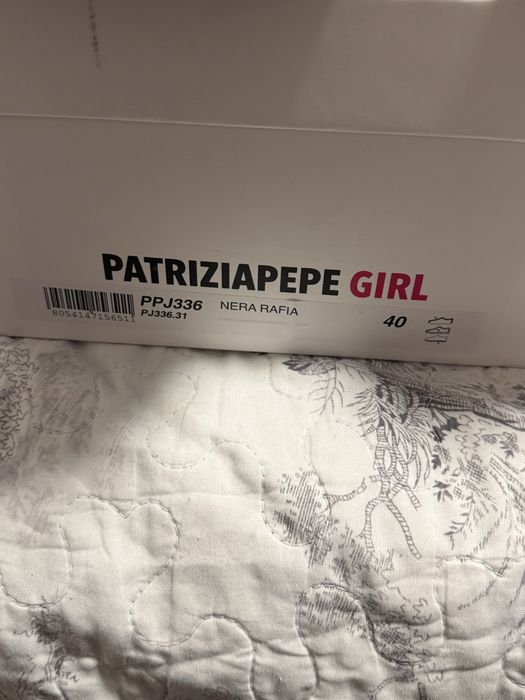 PATRIZIAPEPE GIRL
PPJ336 NERA RAFIA
8054147156511 PJ336.31 40